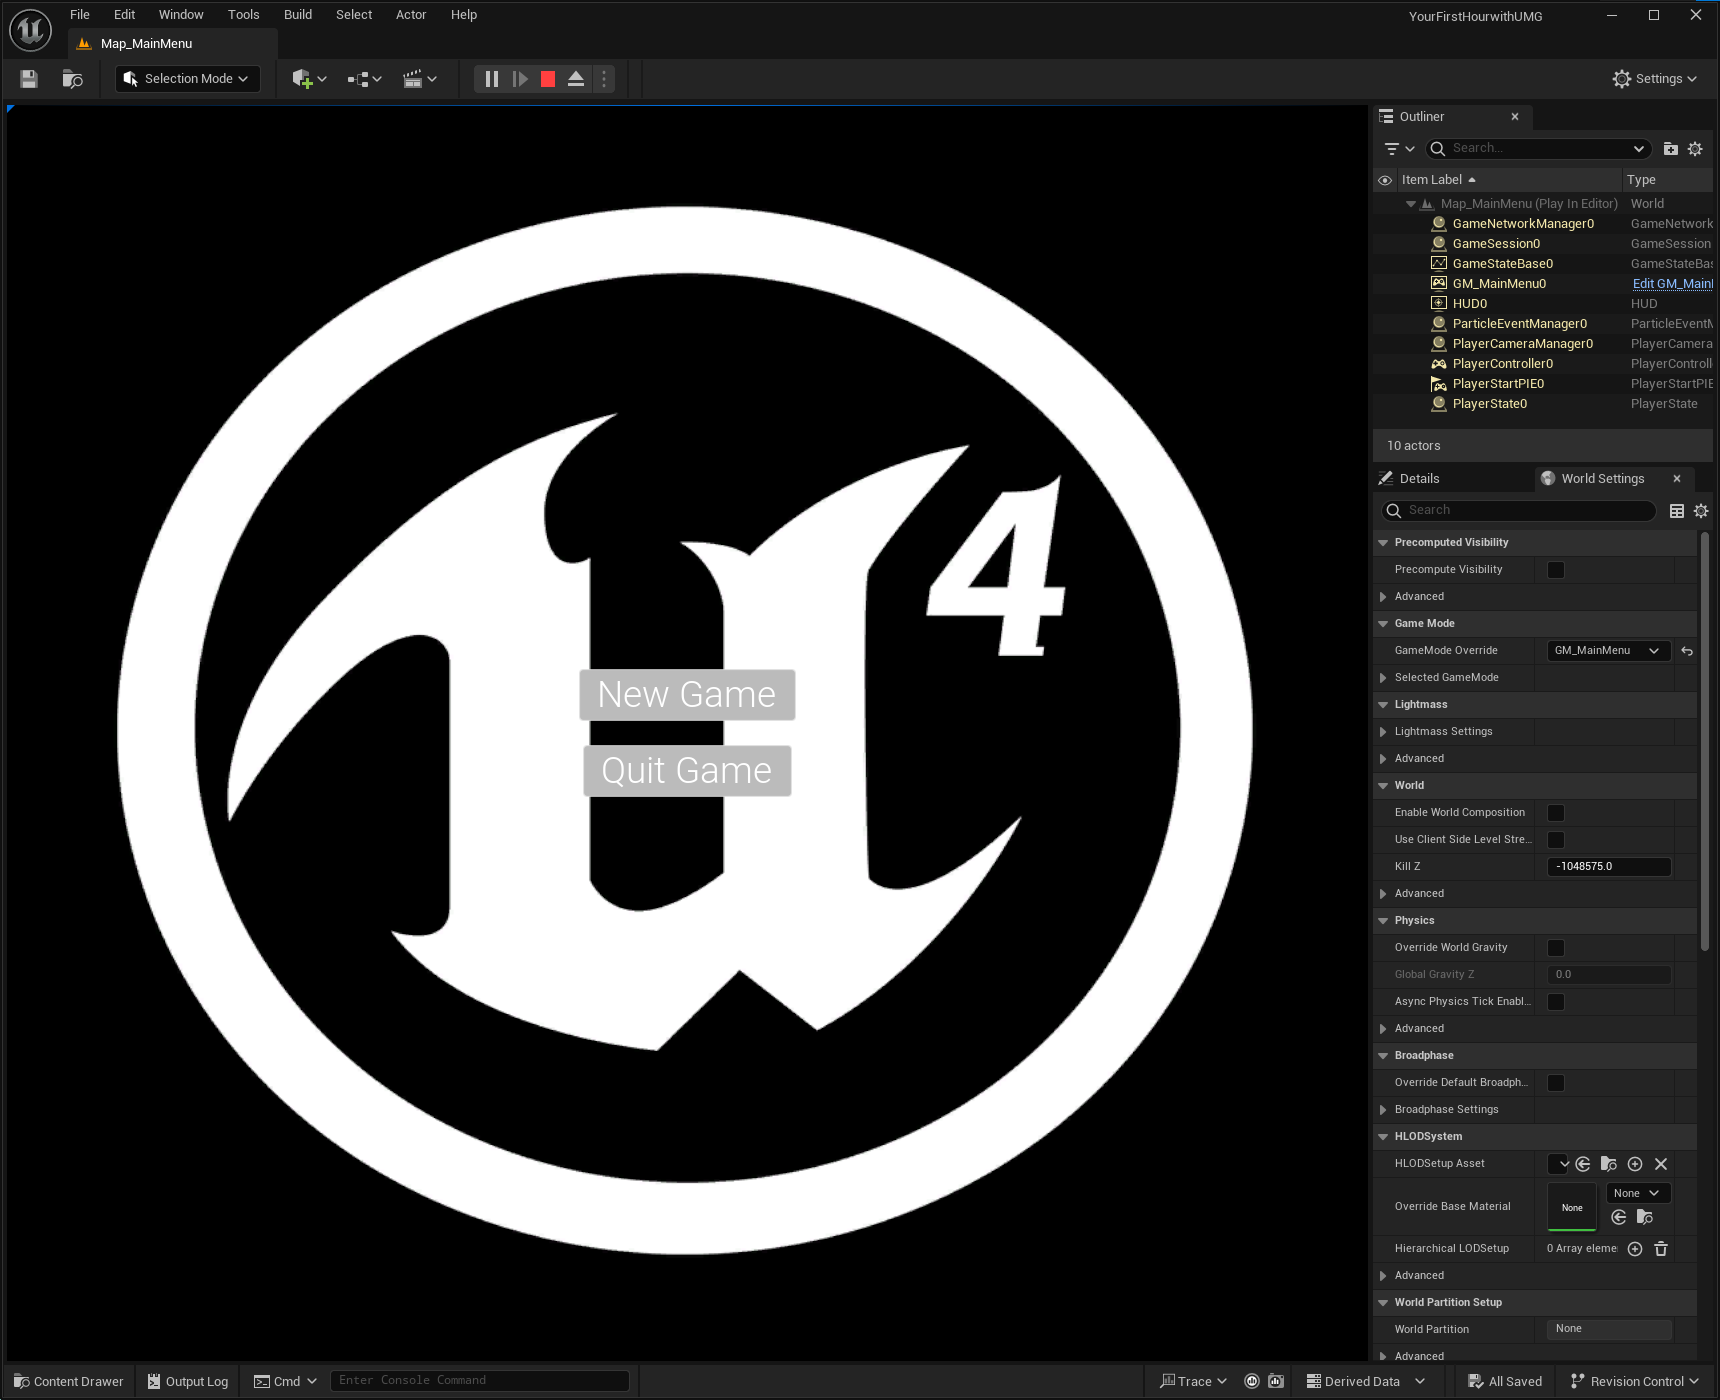 File Edit Window Tools Build Select Actor Help
YourFirstHourwithUMG
Map_MainMenu
Selection Mode
Settings
Outliner
Search...
Item Label Type
Map_MainMenu (Play In Editor) World
GameNetworkManager0 GameNetwork
GameSession0 GameSession
GameStateBase0 GameStateBas
GM_MainMenu0 Edit GM_Main
HUD0 HUD
ParticleEventManager0 ParticleEvent
PlayerCameraManager0 PlayerCamera
PlayerController0 PlayerControll
PlayerStartPIE0 PlayerStartPIE
PlayerState0 PlayerState
10 actors
Details World Settings
Search
Precomputed Visibility
Precompute Visibility
Advanced
Game Mode
GameMode Override GM_MainMenu
Selected GameMode
Lightmass
Lightmass Settings
Advanced
World
Enable World Composition
Use Client Side Level Stre...
Kill Z -1048575.0
Advanced
Physics
Override World Gravity
Global Gravity Z 0.0
Async Physics Tick Enabl...
Advanced
Broadphase
Override Default Broadph...
Broadphase Settings
HLODSystem
HLODSetup Asset
Override Base Material None None
Hierarchical LODSetup 0 Array eleme
Advanced
World Partition Setup
World Partition None
Advanced
4
New Game
Quit Game
Content Drawer Output Log Cmd Enter Console Command Trace Derived Data All Saved Revision Control